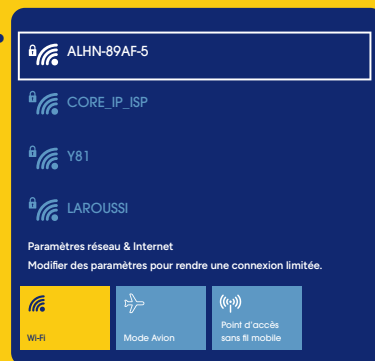 ALHN-89AF-5
CORE_IP_ISP
Y81
LAROUSSI
Paramètres réseau & Internet
Modifier des paramètres pour rendre une connexion limitée.
Wi-Fi
Mode Avion
Point d'accès
sans fil mobile